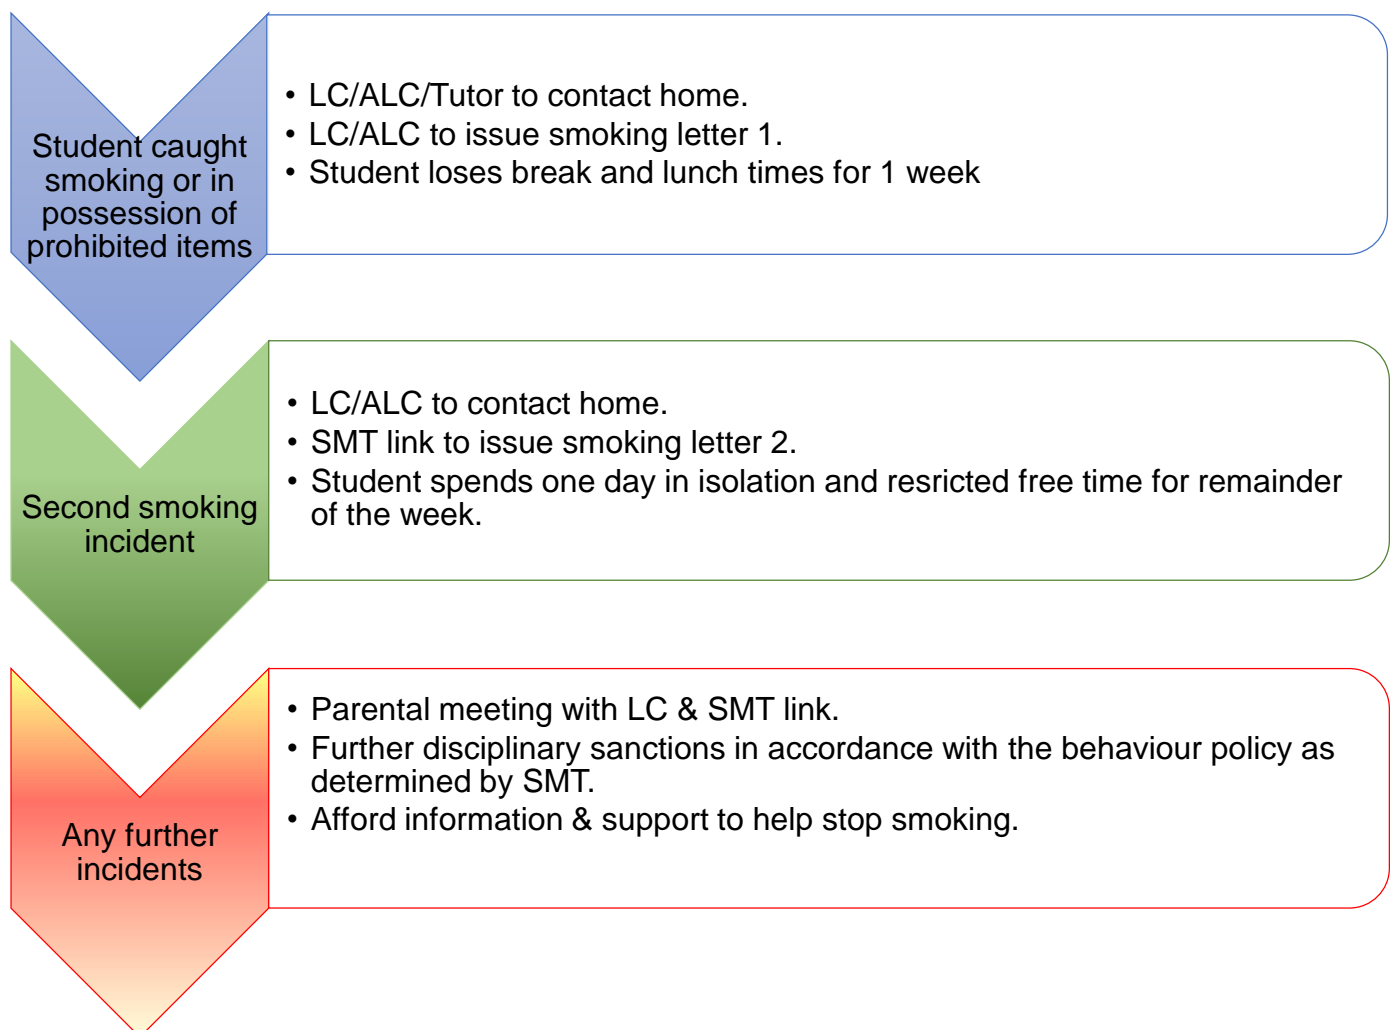 Student caught
smoking or in
possession of
prohibited items
• LC/ALC/Tutor to contact home.
• LC/ALC to issue smoking letter 1.
• Student loses break and lunch times for 1 week
Second smoking
incident
• LC/ALC to contact home.
• SMT link to issue smoking letter 2.
• Student spends one day in isolation and resricted free time for remainder
of the week.
Any further
incidents
• Parental meeting with LC & SMT link.
• Further disciplinary sanctions in accordance with the behaviour policy as
determined by SMT.
• Afford information & support to help stop smoking.